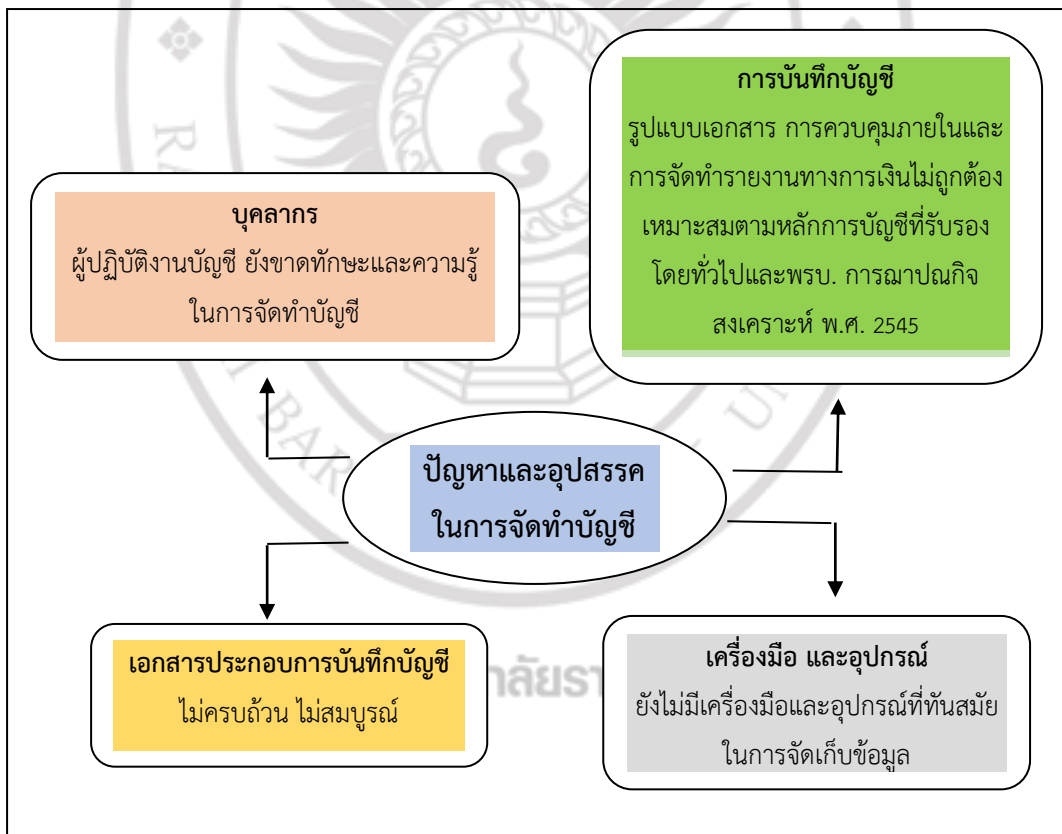 การบันทึกบัญชี
รูปแบบเอกสาร การควบคุมภายในและ
การจัดทำรายงานทางการเงินไม่ถูกต้อง
เหมาะสมตามหลักการบัญชีที่รับรอง
โดยทั่วไปและพรบ. การฌาปณกิจ
สงเคราะห์ พ.ศ. 2545
บุคลากร
ผู้ปฏิบัติงานบัญชี ยังขาดทักษะและความรู้
ในการจัดทำบัญชี
ปัญหาและอุปสรรค
ในการจัดทำบัญชี
เอกสารประกอบการบันทึกบัญชี
ไม่ครบถ้วน ไม่สมบูรณ์
เครื่องมือ และอุปกรณ์
ยังไม่มีเครื่องมือและอุปกรณ์ที่ทันสมัย
ในการจัดเก็บข้อมูล